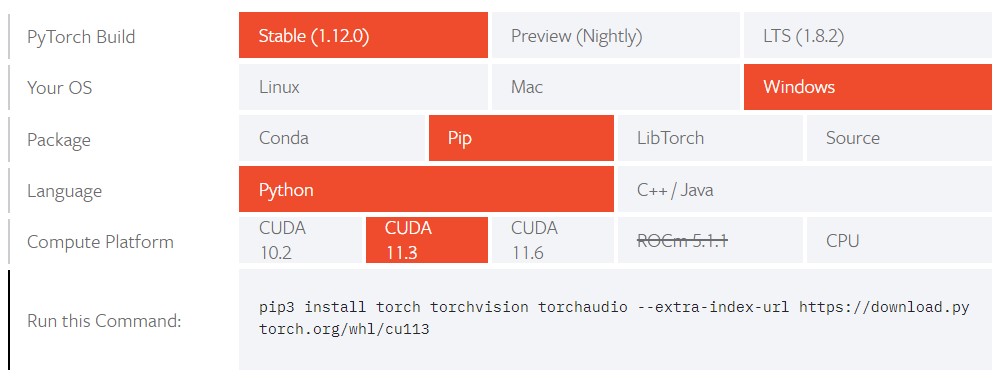 PyTorch Build
Stable (1.12.0)
Preview (Nightly)
LTS (1.8.2)
Your OS
Linux
Mac
Windows
Package
Conda
Pip
LibTorch
Source
Language
Python
C++ / Java
Compute Platform
CUDA
10.2
CUDA
11.3
CUDA
11.6
ROCm 5.1.1
CPU
Run this Command:
pip3 install torch torchvision torchaudio --extra-index-url https://download.py
torch.org/whl/cu113